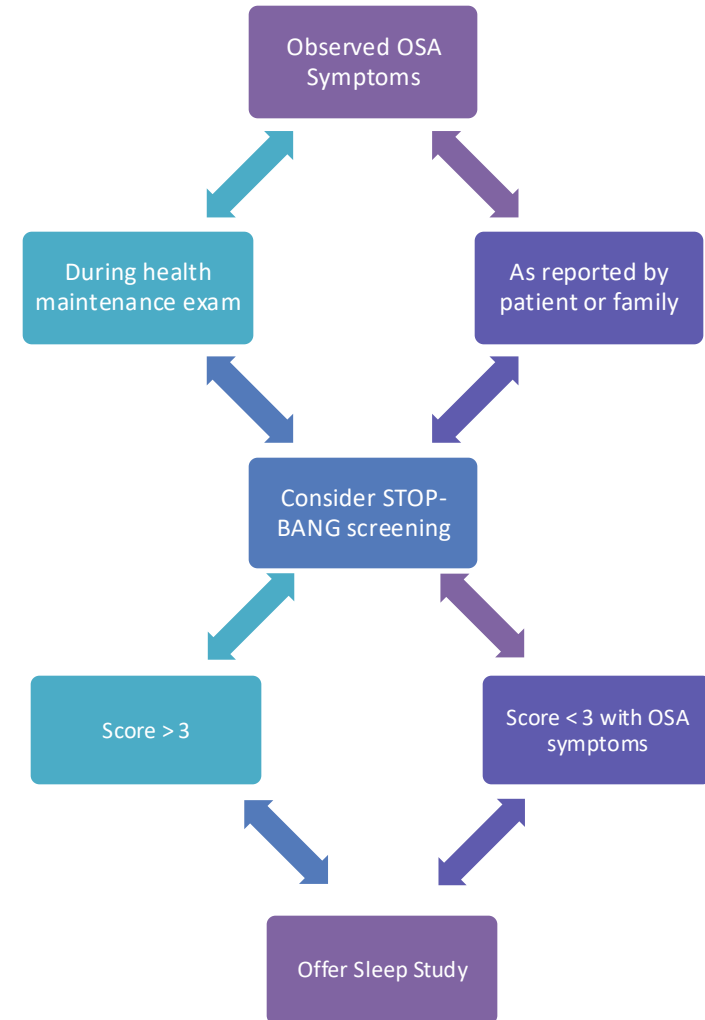 Observed OSA
Symptoms
During health
maintenance exam
As reported by
patient or family
Consider STOP-
BANG screening
Score > 3
Score < 3 with OSA
symptoms
Offer Sleep Study